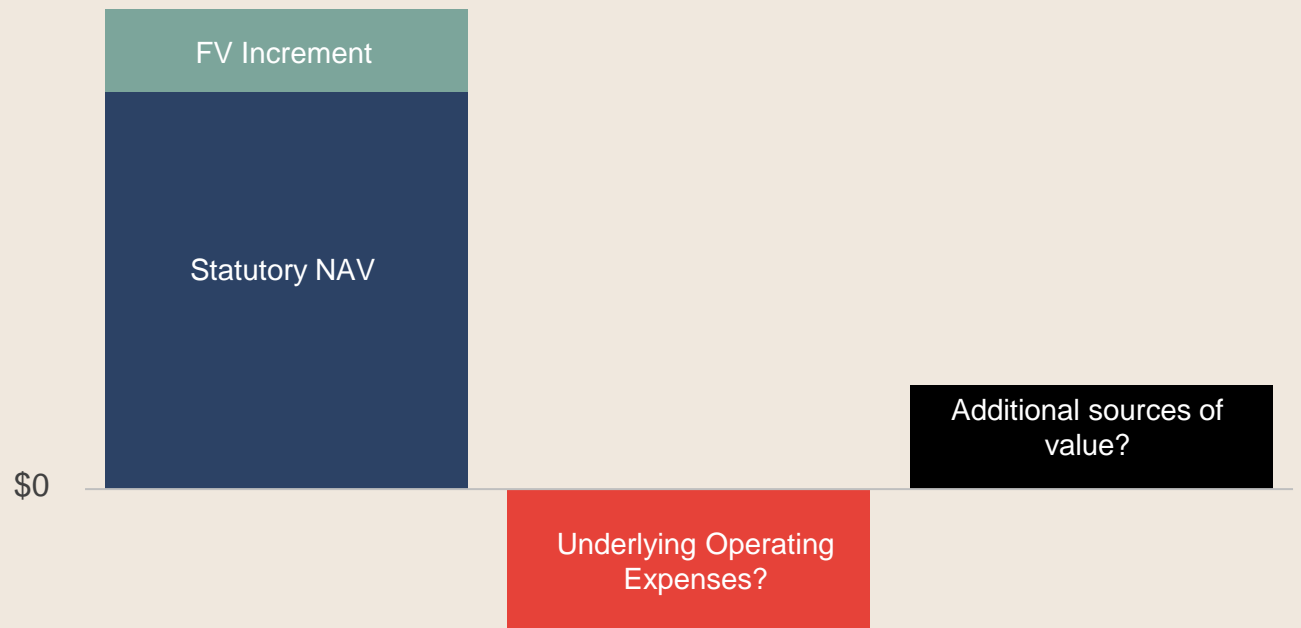 FV Increment
Statutory NAV
Additional sources of
value?
$0
Underlying Operating
Expenses?